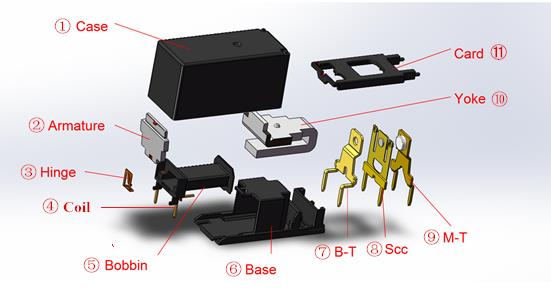 ① Case
Card ⑪
Yoke ⑩
② Armature
③ Hinge
④ Coil
⑤ Bobbin
⑥ Base
⑦ B-T
⑧ Scc
⑨ M-T